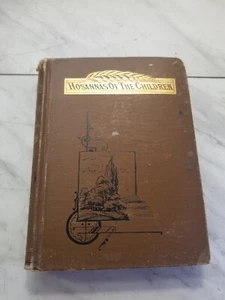 HOSANNAS OF THE CHILDREN